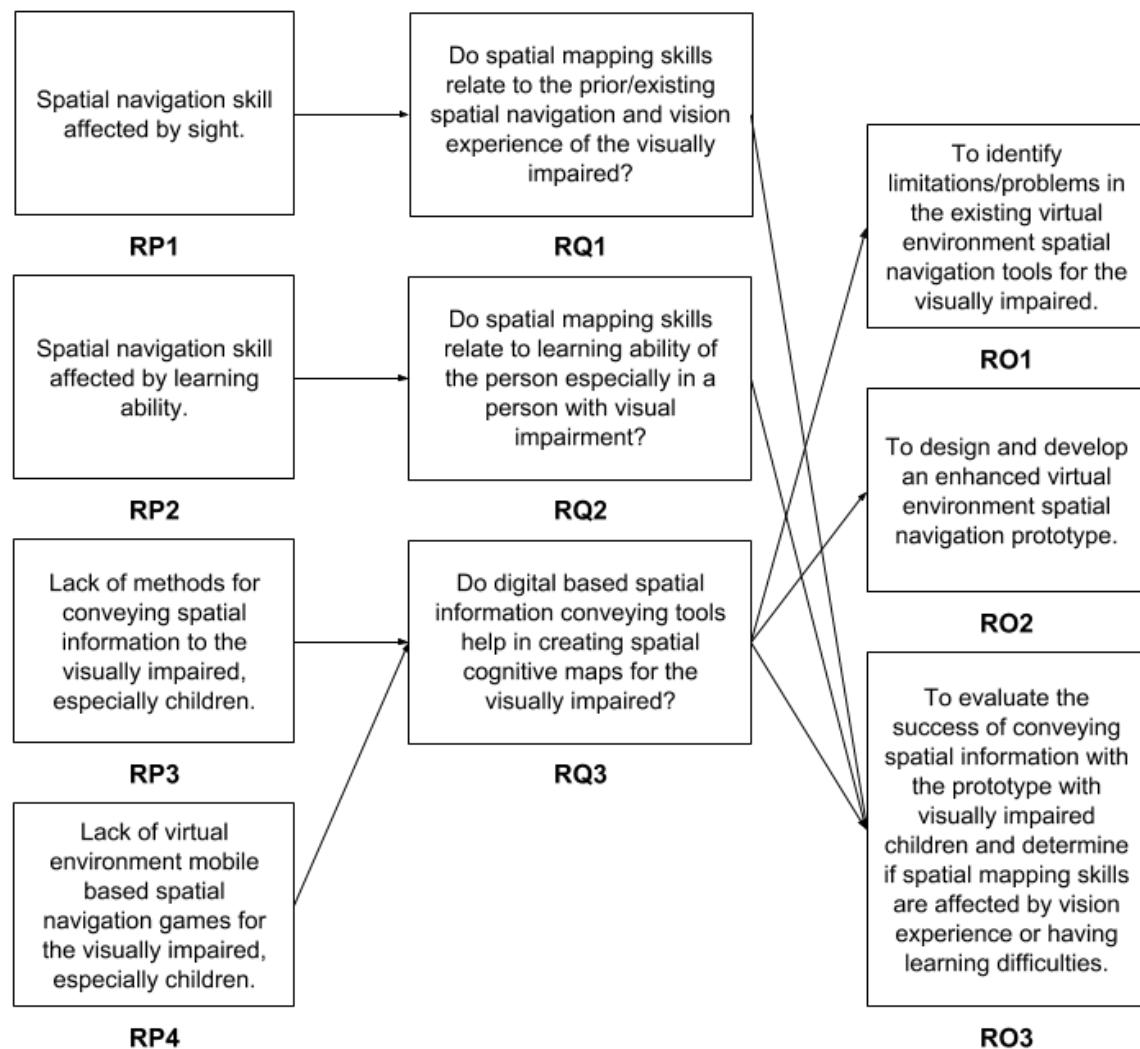 Spatial navigation skill
affected by sight.
RP1
Do spatial mapping skills
relate to the prior/existing
spatial navigation and vision
experience of the visually
impaired?
RQ1
Spatial navigation skill
affected by learning
ability.
RP2
Do spatial mapping skills
relate to learning ability of
the person especially in a
person with visual
impairment?
RQ2
Lack of methods for
conveying spatial
information to the
visually impaired,
especially children.
RP3
Do digital based spatial
information conveying tools
help in creating spatial
cognitive maps for the
visually impaired?
RQ3
Lack of virtual
environment mobile
based spatial
navigation games for
the visually impaired,
especially children.
RP4
To identify
limitations/problems in
the existing virtual
environment spatial
navigation tools for the
visually impaired.
RO1
To design and develop
an enhanced virtual
environment spatial
navigation prototype.
RO2
To evaluate the
success of conveying
spatial information with
the prototype with
visually impaired
children and determine
if spatial mapping skills
are affected by vision
experience or having
learning difficulties.
RO3